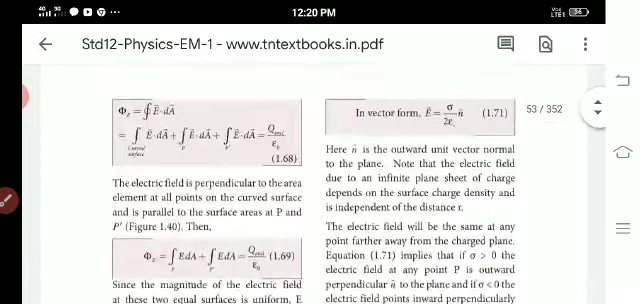 4G 3G 12:20 PM Vo) LTE1 86
Std12-Physics-EM-1 - www.tntextbooks.in.pdf
53 / 352
Φ_E = ∮ E⃗·dA⃗
= ∫ E⃗·dA⃗ + ∫ E⃗·dA⃗ + ∫ E⃗·dA⃗ = Q_encl / ε₀
Curved surface P P'
(1.68)
The electric field is perpendicular to the area
element at all points on the curved surface
and is parallel to the surface areas at P and
P′ (Figure 1.40). Then,
Φ_E = ∫ EdA + ∫ EdA = Q_encl / ε₀ (1.69)
P P'
Since the magnitude of the electric field
at these two equal surfaces is uniform, E
In vector form, E⃗ = σ / 2ε₀ n̂ (1.71)
Here n̂ is the outward unit vector normal
to the plane. Note that the electric field
due to an infinite plane sheet of charge
depends on the surface charge density and
is independent of the distance r.
The electric field will be the same at any
point farther away from the charged plane.
Equation (1.71) implies that if σ > 0 the
electric field at any point P is outward
perpendicular n̂ to the plane and if σ < 0 the
electric field points inward perpendicularly